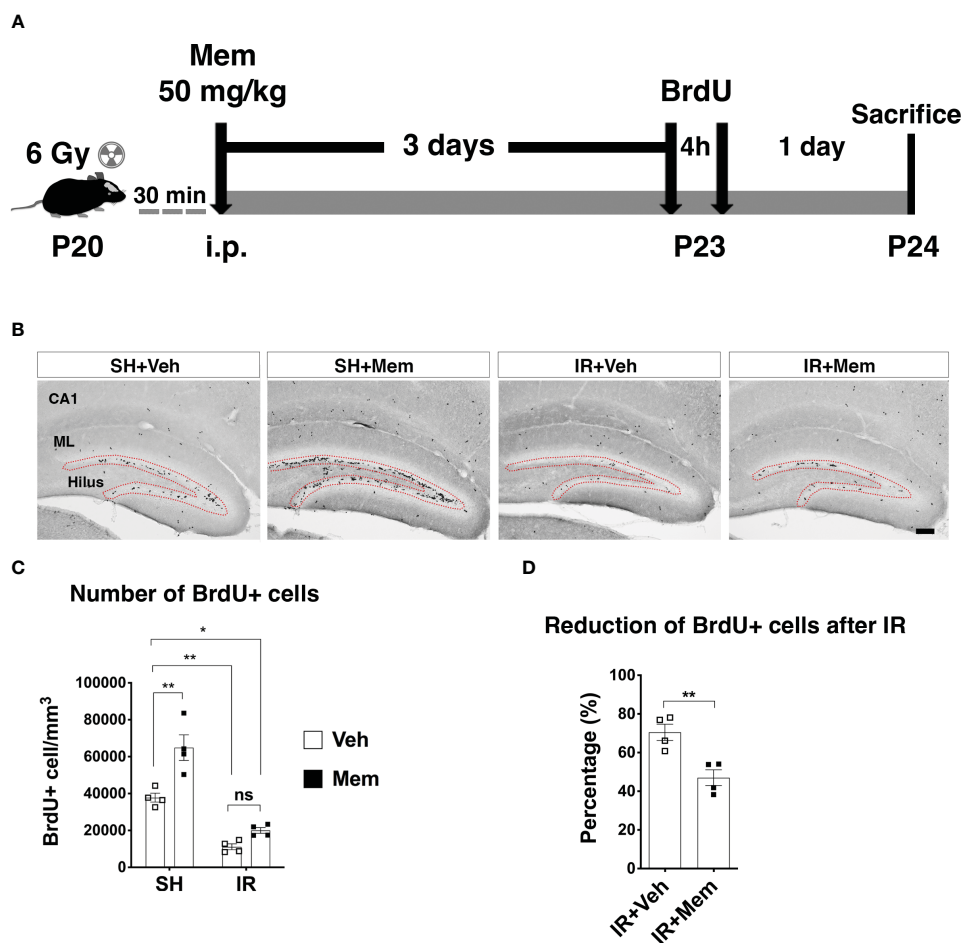 A
Mem
50 mg/kg
BrdU
Sacrifice
6 Gy
3 days
4h
1 day
30 min
P20
i.p.
P23
P24
B
SH+Veh
SH+Mem
IR+Veh
IR+Mem
CA1
ML
Hilus
C
Number of BrdU+ cells
*
**
**
ns
BrdU+ cell/mm³
100000
80000
60000
40000
20000
0
SH
IR
Veh
Mem
D
Reduction of BrdU+ cells after IR
**
Percentage (%)
100
80
60
40
20
0
IR+Veh
IR+Mem